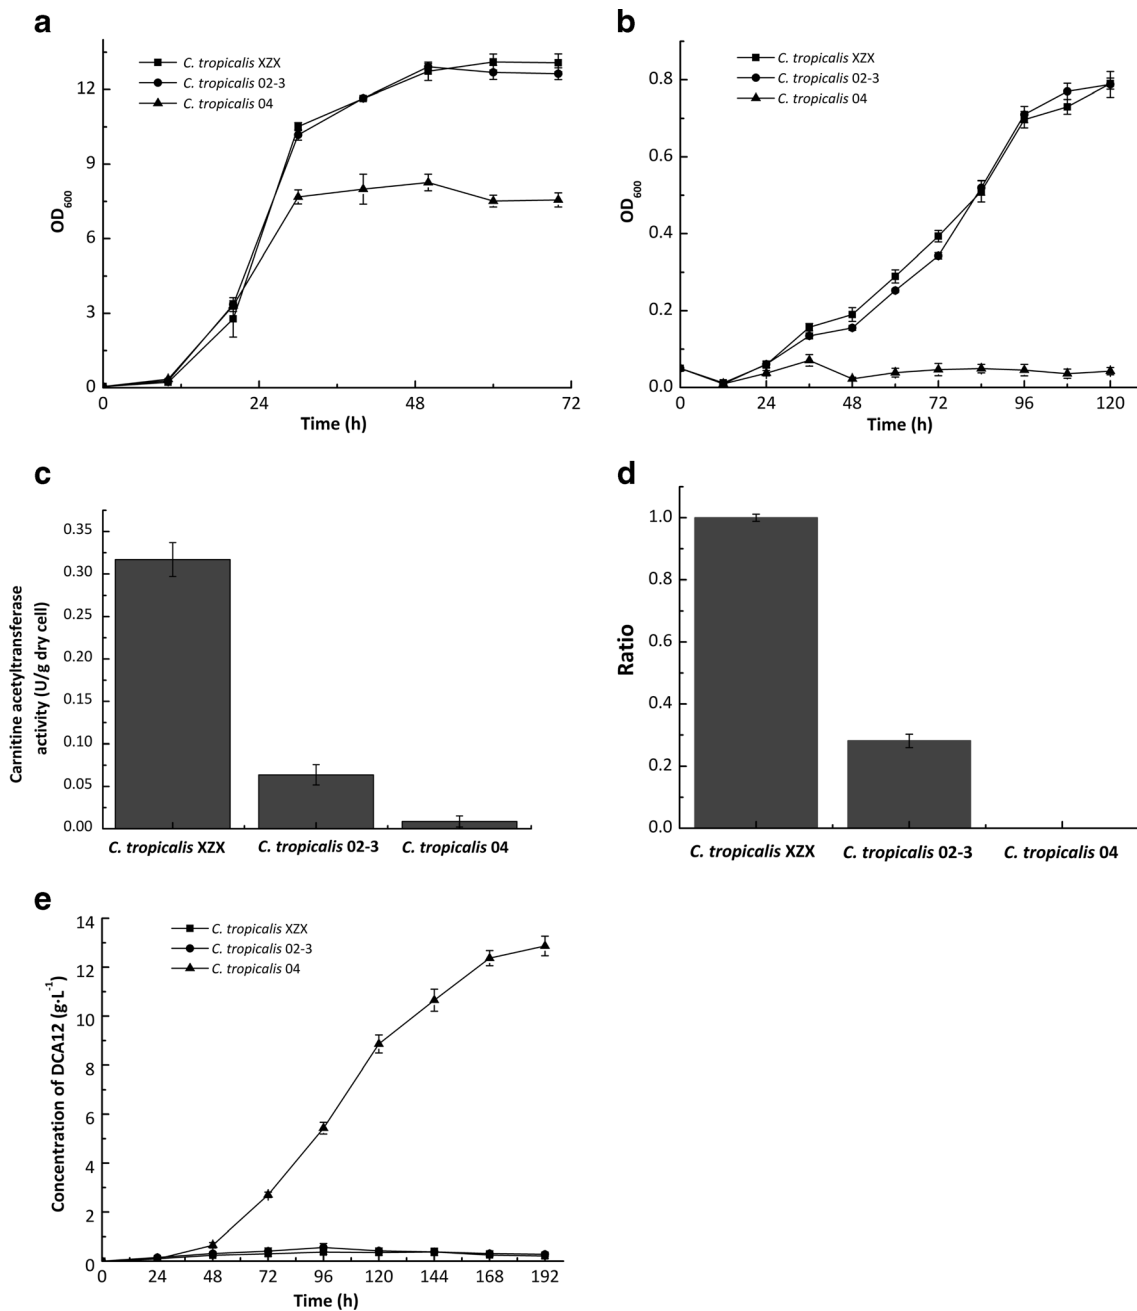 a
C. tropicalis XZX
C. tropicalis 02-3
C. tropicalis 04
12
9
6
3
0
OD600
0
24
48
72
Time (h)
b
C. tropicalis XZX
C. tropicalis 02-3
C. tropicalis 04
0.8
0.6
0.4
0.2
0.0
OD600
0
24
48
72
96
120
Time (h)
c
0.35
0.30
0.25
0.20
0.15
0.10
0.05
0.00
Carnitine acetyltransferase
activity (U/g dry cell)
C. tropicalis XZX
C. tropicalis 02-3
C. tropicalis 04
d
1.0
0.8
0.6
0.4
0.2
0.0
Ratio
C. tropicalis XZX
C. tropicalis 02-3
C. tropicalis 04
e
C. tropicalis XZX
C. tropicalis 02-3
C. tropicalis 04
14
12
10
8
6
4
2
0
Concentration of DCA12 (g·L-1)
0
24
48
72
96
120
144
168
192
Time (h)